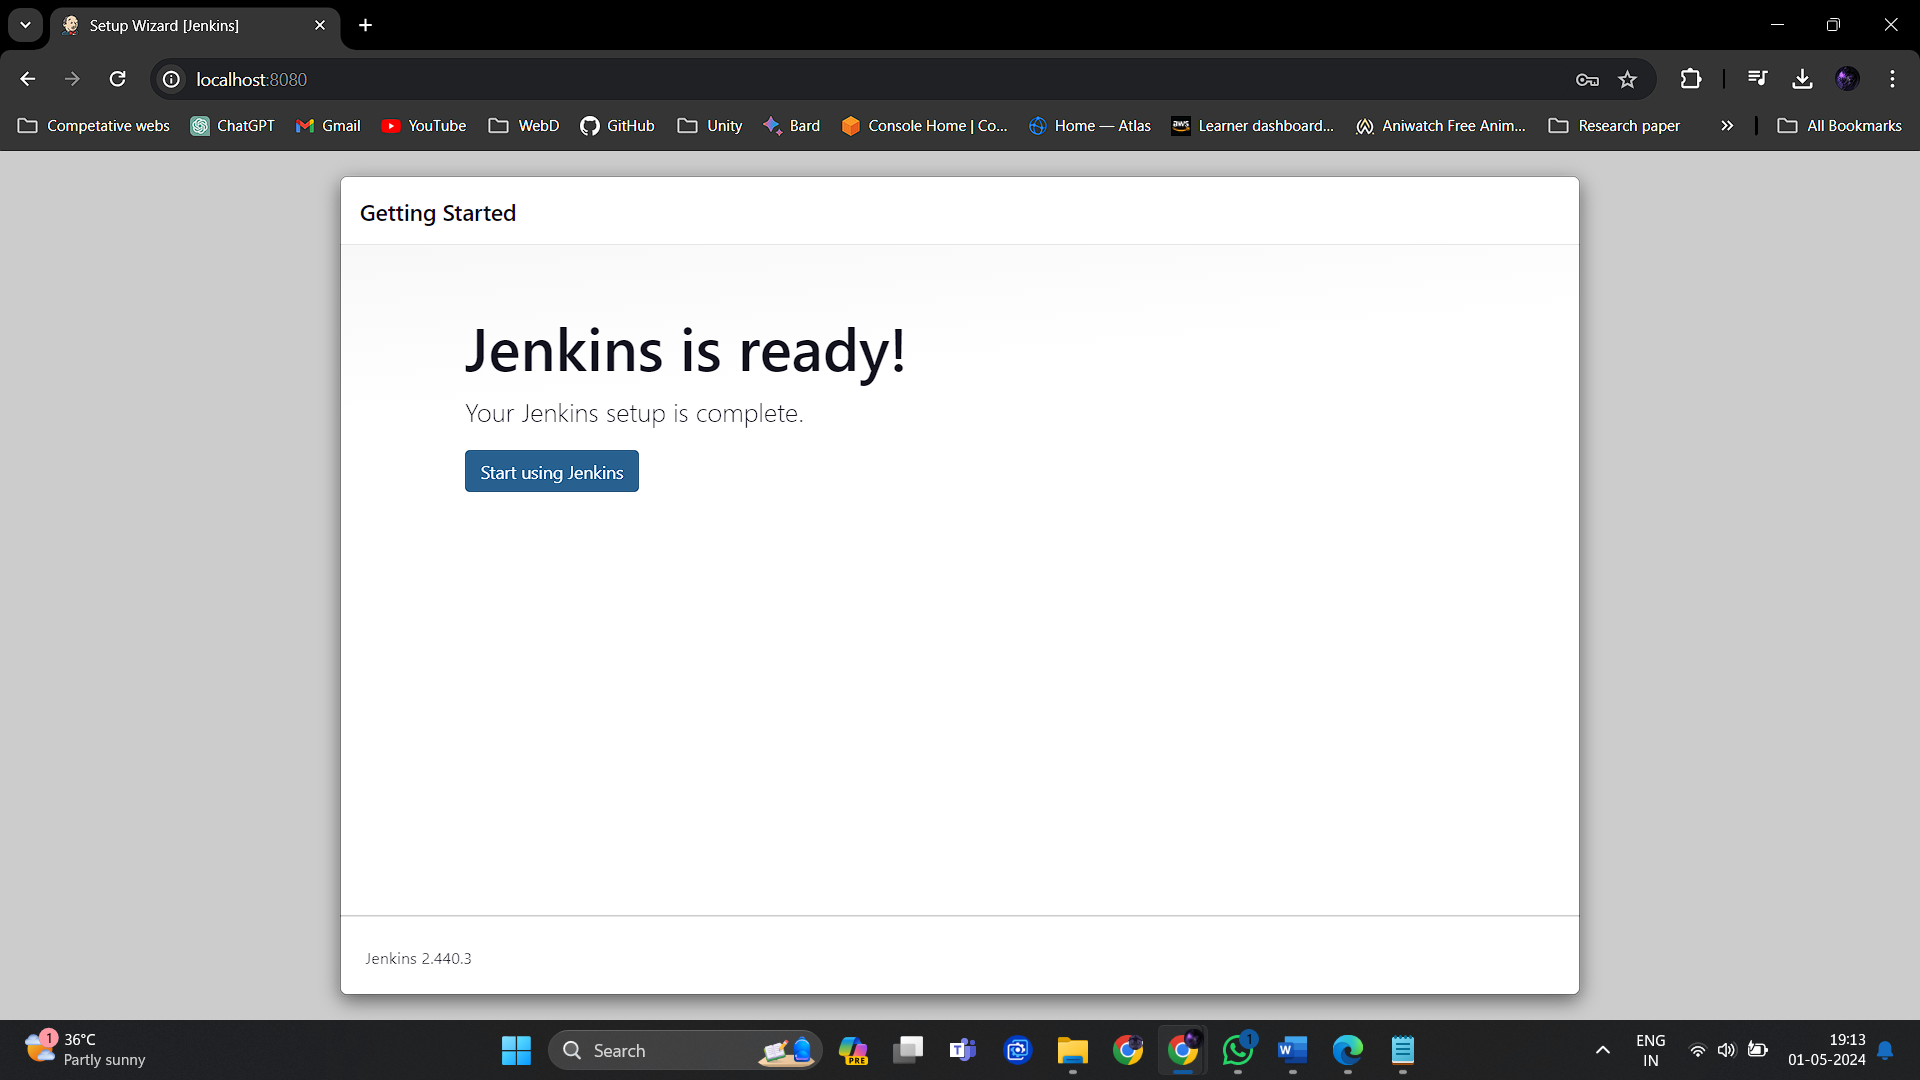 Setup Wizard [Jenkins]
localhost:8080
Competative webs
ChatGPT
Gmail
YouTube
WebD
GitHub
Unity
Bard
Console Home | Co...
Home — Atlas
aws
Learner dashboard...
Aniwatch Free Anim...
Research paper
All Bookmarks
Getting Started
Jenkins is ready!
Your Jenkins setup is complete.
Start using Jenkins
Jenkins 2.440.3
1
36°C
Partly sunny
Search
PRE
T
1
W
ENG
IN
19:13
01-05-2024